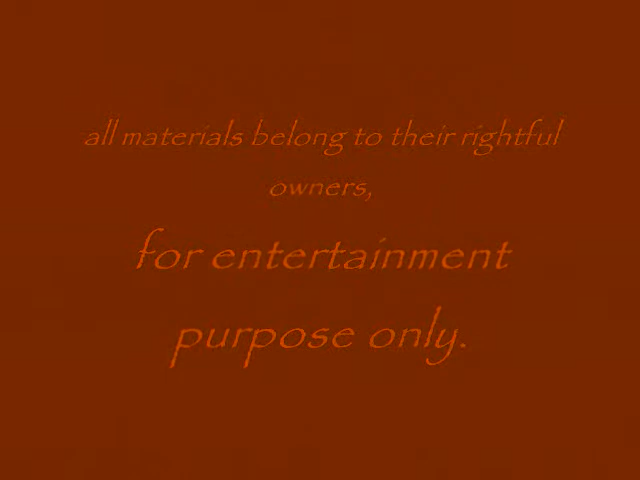 all materials belong to their rightful
owners,
for entertainment
purpose only.